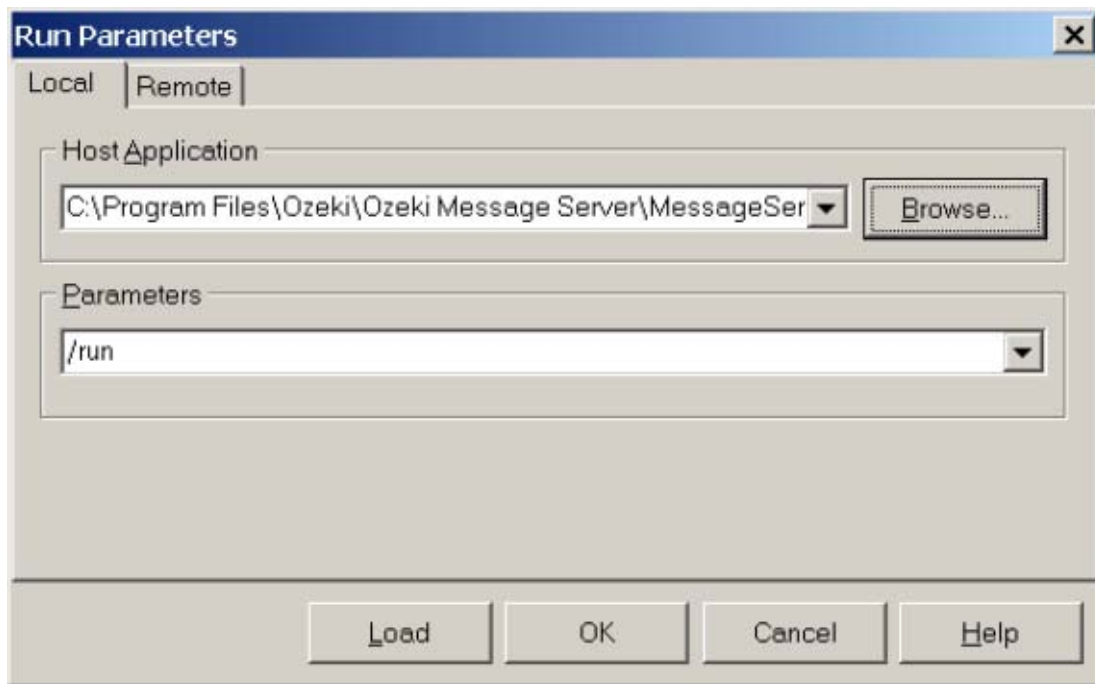 Run Parameters
Local Remote
Host Application
C:\Program Files\Ozeki\Ozeki Message Server\MessageSer Browse...
Parameters
/run
Load OK Cancel Help